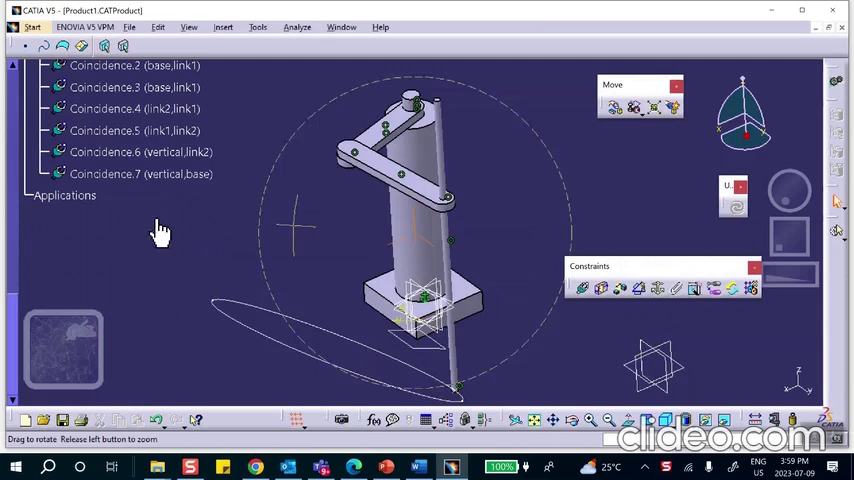 CATIA V5 - [Product1.CATProduct]
Start ENOVIA V5 VPM File Edit View Insert Tools Analyze Window Help
Coincidence.2 (base,link1)
Coincidence.3 (base,link1)
Coincidence.4 (link2,link1)
Coincidence.5 (link1,link2)
Coincidence.6 (vertical,link2)
Coincidence.7 (vertical,base)
Applications
Move
U...
Constraints
x y
z
x y
f(x)
CATIA
Drag to rotate Release left button to zoom
clideo.com
9+
100%
25°C
ENG
US
3:59 PM
2023-07-09